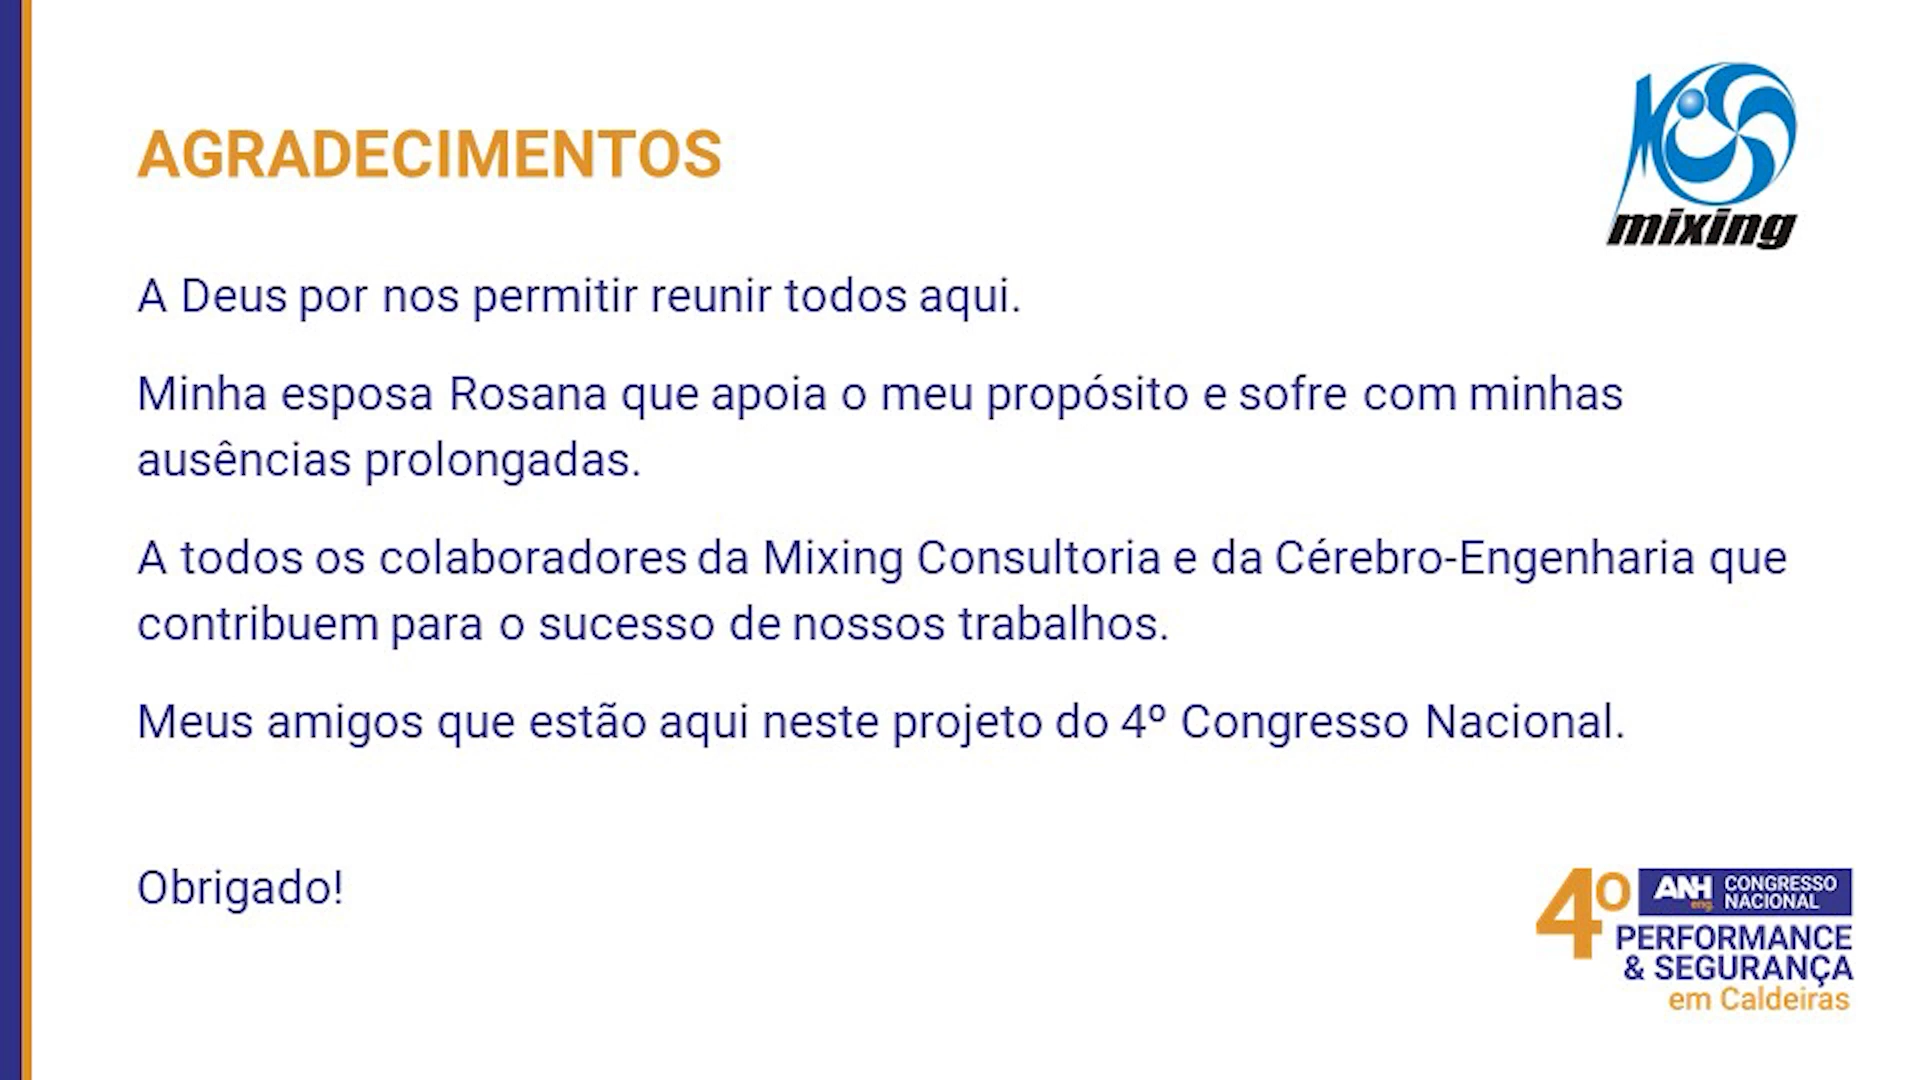 mixing
AGRADECIMENTOS
A Deus por nos permitir reunir todos aqui.
Minha esposa Rosana que apoia o meu propósito e sofre com minhas
ausências prolongadas.
A todos os colaboradores da Mixing Consultoria e da Cérebro-Engenharia que
contribuem para o sucesso de nossos trabalhos.
Meus amigos que estão aqui neste projeto do 4º Congresso Nacional.
Obrigado!
4º ANH eng. CONGRESSO
NACIONAL
PERFORMANCE
& SEGURANÇA
em Caldeiras